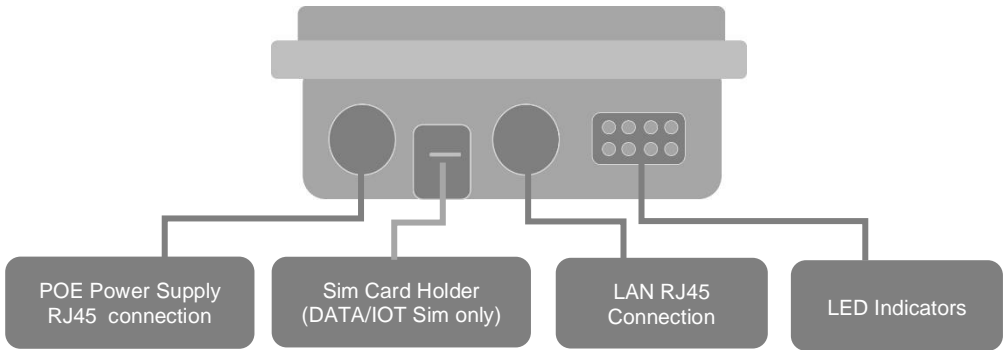 POE Power Supply
RJ45 connection
Sim Card Holder
(DATA/IOT Sim only)
LAN RJ45
Connection
LED Indicators